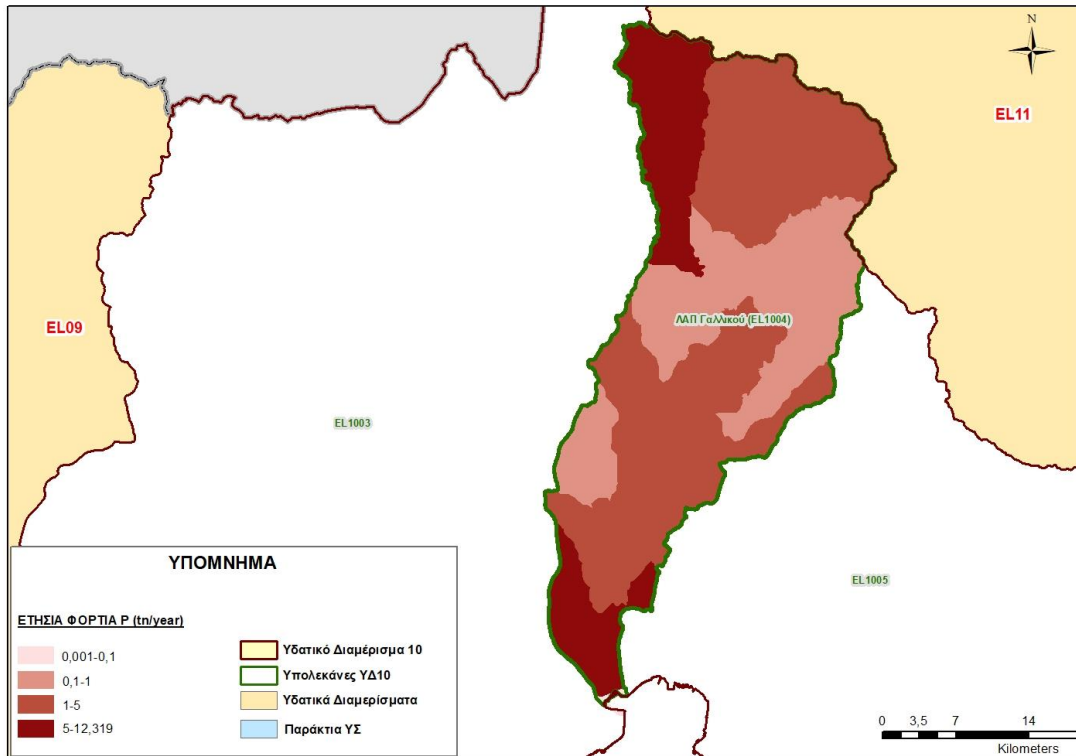 N
EL11
EL09
ΛΑΠ Γαλλικού (EL1004)
EL1003
EL1005
ΥΠΟΜΝΗΜΑ
ΕΤΗΣΙΑ ΦΟΡΤΙΑ P (tn/year)
0,001-0,1
0,1-1
1-5
5-12,319
Υδατικό Διαμέρισμα 10
Υπολεκάνες ΥΔ10
Υδατικά Διαμερίσματα
Παράκτια ΥΣ
0 3,5 7 14
Kilometers